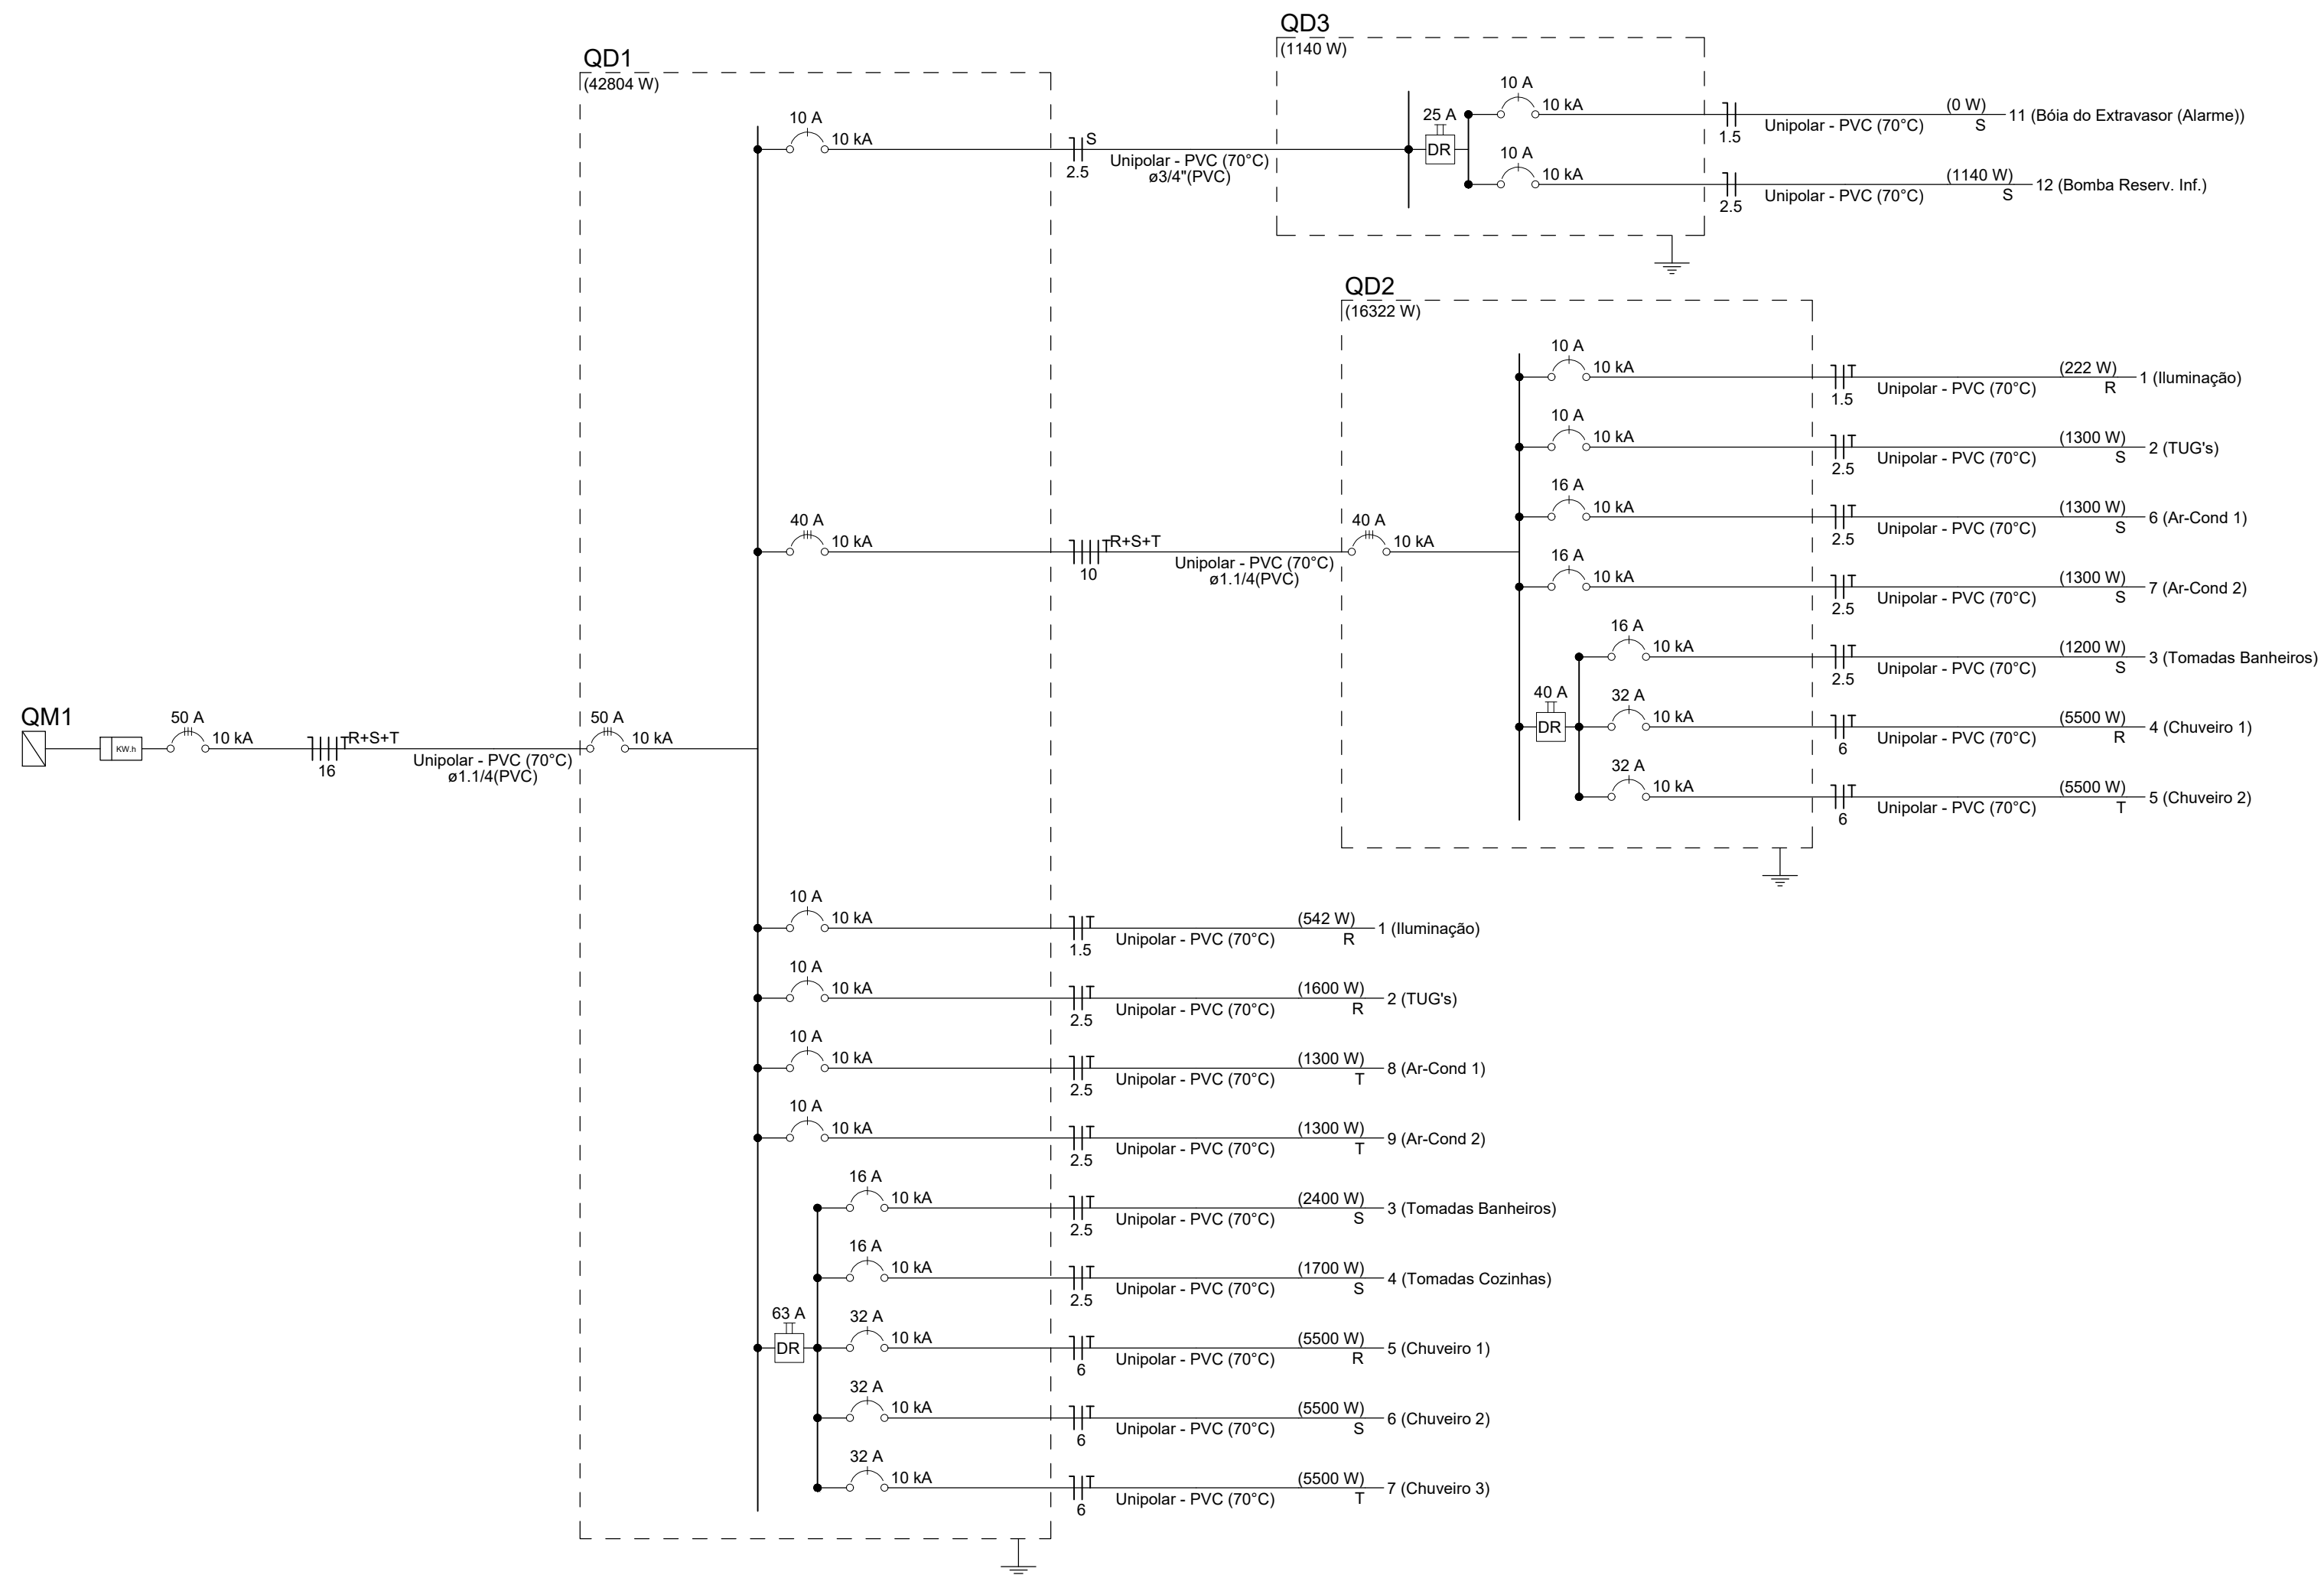 QM1
KW.h
50 A
10 kA
R+S+T
16
Unipolar - PVC (70°C)
ø1.1/4(PVC)
QD1
(42804 W)
50 A
10 kA
10 A
10 kA
S
2.5
Unipolar - PVC (70°C)
ø3/4"(PVC)
QD3
(1140 W)
25 A
DR
10 A
10 kA
1.5
Unipolar - PVC (70°C)
(0 W)
S
11 (Bóia do Extravasor (Alarme))
10 A
10 kA
2.5
Unipolar - PVC (70°C)
(1140 W)
S
12 (Bomba Reserv. Inf.)
40 A
10 kA
R+S+T
10
Unipolar - PVC (70°C)
ø1.1/4(PVC)
QD2
(16322 W)
40 A
10 kA
10 A
10 kA
1.5
Unipolar - PVC (70°C)
(222 W)
R
1 (Iluminação)
10 A
10 kA
2.5
Unipolar - PVC (70°C)
(1300 W)
S
2 (TUG's)
16 A
10 kA
2.5
Unipolar - PVC (70°C)
(1300 W)
S
6 (Ar-Cond 1)
16 A
10 kA
2.5
Unipolar - PVC (70°C)
(1300 W)
S
7 (Ar-Cond 2)
40 A
DR
16 A
10 kA
2.5
Unipolar - PVC (70°C)
(1200 W)
S
3 (Tomadas Banheiros)
32 A
10 kA
6
Unipolar - PVC (70°C)
(5500 W)
R
4 (Chuveiro 1)
32 A
10 kA
6
Unipolar - PVC (70°C)
(5500 W)
T
5 (Chuveiro 2)
10 A
10 kA
1.5
Unipolar - PVC (70°C)
(542 W)
R
1 (Iluminação)
10 A
10 kA
2.5
Unipolar - PVC (70°C)
(1600 W)
R
2 (TUG's)
10 A
10 kA
2.5
Unipolar - PVC (70°C)
(1300 W)
T
8 (Ar-Cond 1)
10 A
10 kA
2.5
Unipolar - PVC (70°C)
(1300 W)
T
9 (Ar-Cond 2)
63 A
DR
16 A
10 kA
2.5
Unipolar - PVC (70°C)
(2400 W)
S
3 (Tomadas Banheiros)
16 A
10 kA
2.5
Unipolar - PVC (70°C)
(1700 W)
S
4 (Tomadas Cozinhas)
32 A
10 kA
6
Unipolar - PVC (70°C)
(5500 W)
R
5 (Chuveiro 1)
32 A
10 kA
6
Unipolar - PVC (70°C)
(5500 W)
S
6 (Chuveiro 2)
32 A
10 kA
6
Unipolar - PVC (70°C)
(5500 W)
T
7 (Chuveiro 3)